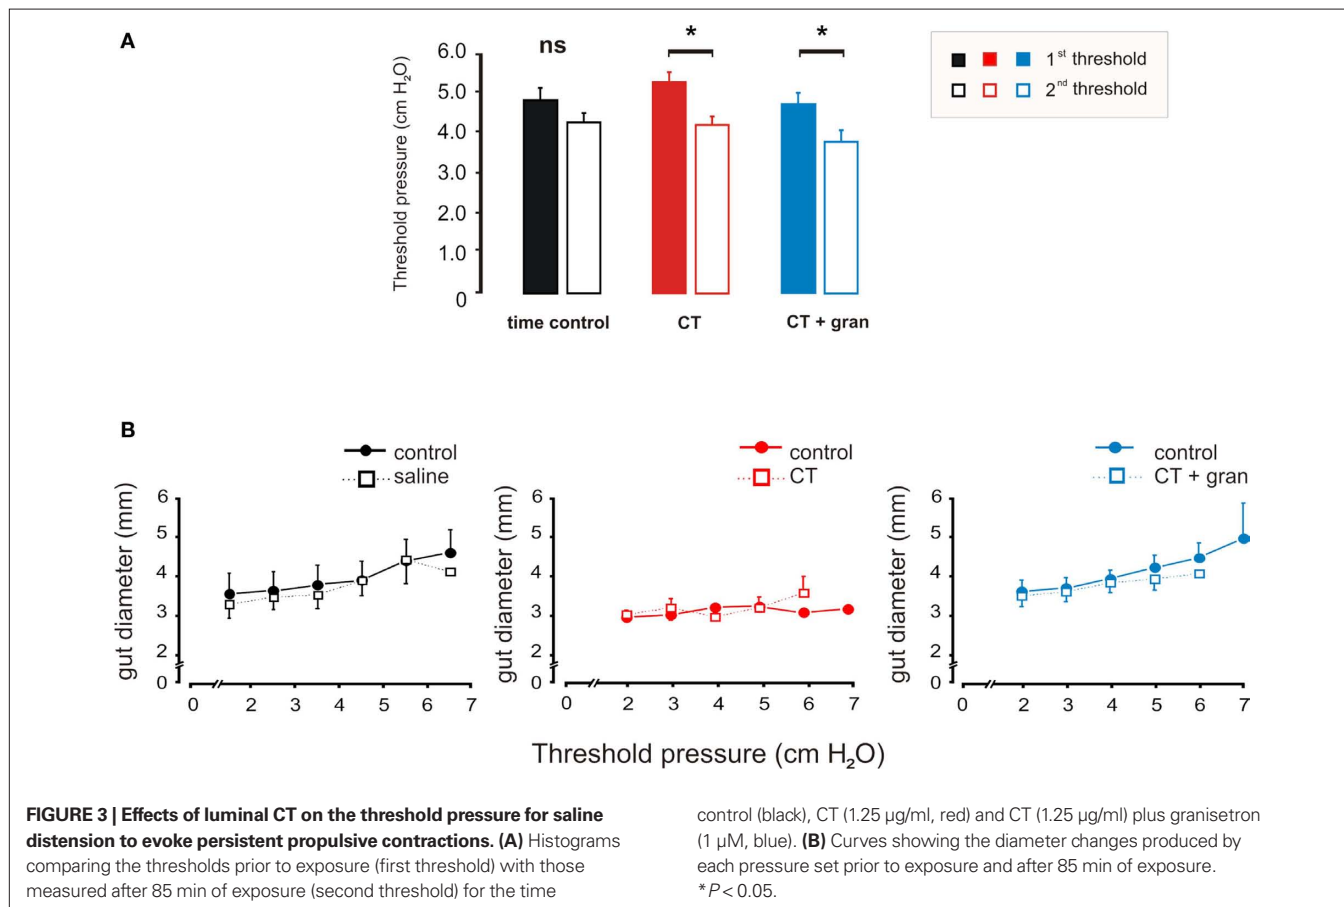 A
ns
*
*
6.0
5.0
4.0
3.0
2.0
1.0
0
Threshold pressure (cm H₂O)
time control
CT
CT + gran
1st threshold
2nd threshold
B
control
saline
gut diameter (mm)
6
5
4
3
2
0
0
2
3
4
5
6
7
control
CT
gut diameter (mm)
6
5
4
3
2
0
0
2
3
4
5
6
7
control
CT + gran
gut diameter (mm)
6
5
4
3
2
0
0
2
3
4
5
6
7
Threshold pressure (cm H₂O)
FIGURE 3 | Effects of luminal CT on the threshold pressure for saline
distension to evoke persistent propulsive contractions. (A) Histograms
comparing the thresholds prior to exposure (first threshold) with those
measured after 85 min of exposure (second threshold) for the time
control (black), CT (1.25 µg/ml, red) and CT (1.25 µg/ml) plus granisetron
(1 µM, blue). (B) Curves showing the diameter changes produced by
each pressure set prior to exposure and after 85 min of exposure.
*P < 0.05.